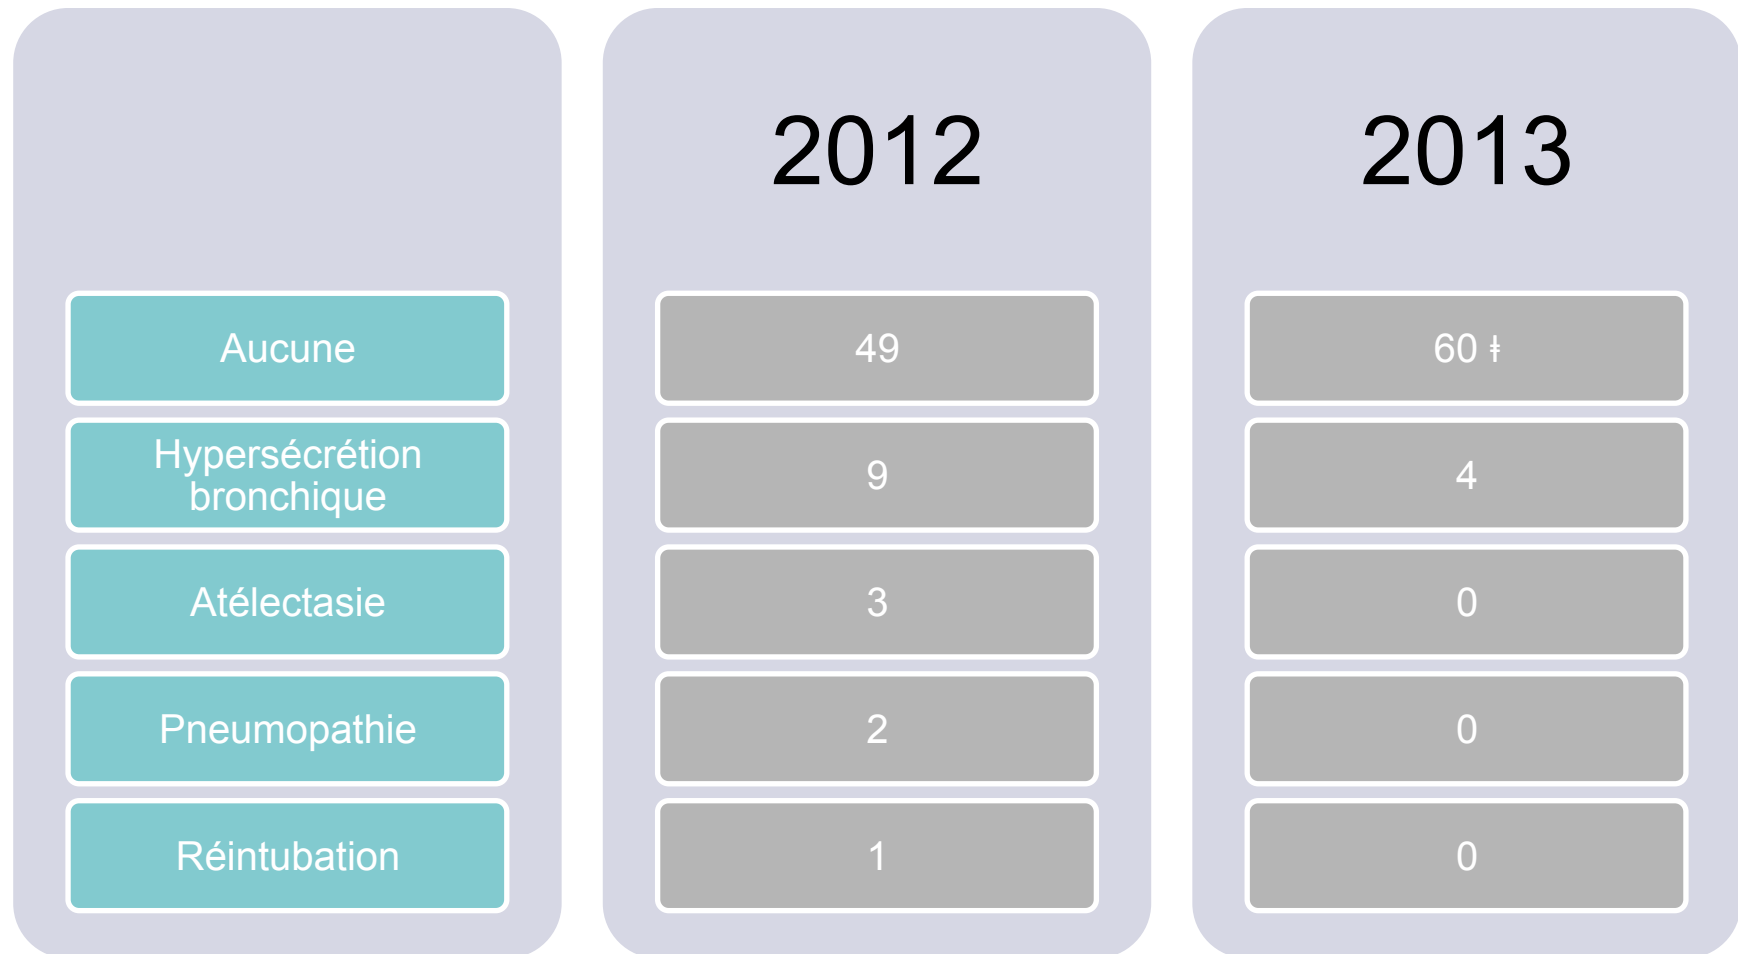 2012
2013
Aucune
49
60 ǂ
Hypersécrétion
bronchique
9
4
Atélectasie
3
0
Pneumopathie
2
0
Réintubation
1
0